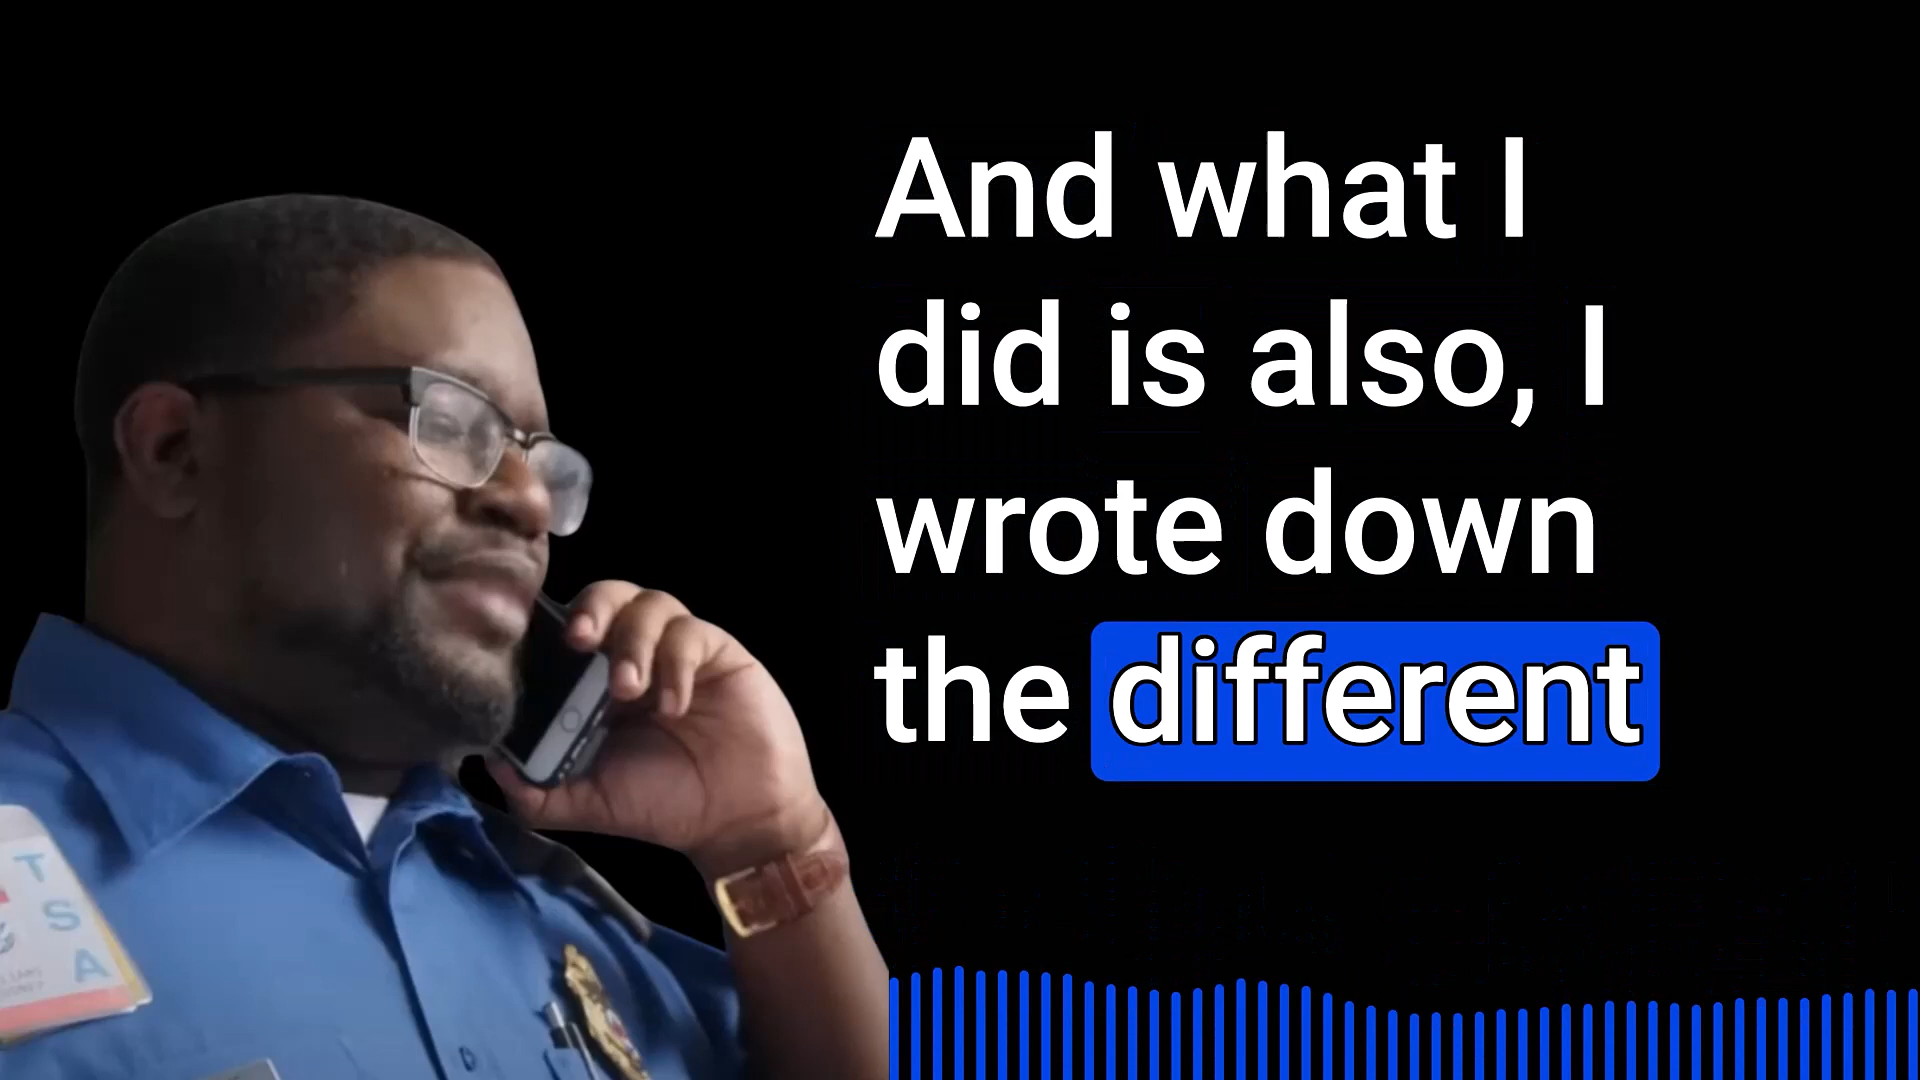 And what I
did is also, I
wrote down
the different
T
S
A